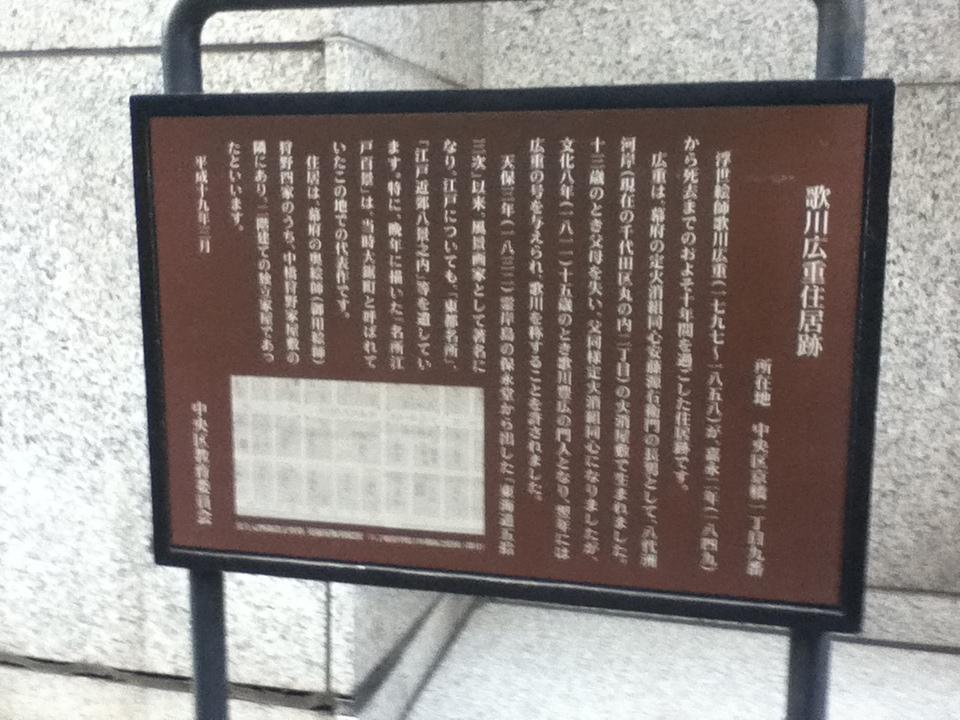 歌川広重住居跡
所在地 中央区京橋一丁目九番
浮世絵師歌川広重(一七九七~一八五八)が、嘉永二年(一八四九)
から死去までのおよそ十年間を過ごした住居跡です。
広重は、幕府の定火消組同心安藤源右衛門の長男として、八代洲
河岸(現在の千代田区丸の内二丁目)の火消屋敷で生まれました。
十三歳のとき父母を失い、父同様定火消組同心になりましたが、
文化八年(一八一一)十五歳のとき歌川豊広の門人となり、翌年には
広重の号を与えられ、歌川を称することを許されました。
天保三年(一八三二)霊岸島の保永堂から出した「東海道五拾
三次」以来、風景画家として著名に
なり、江戸についても、「東都名所」、
「江戸近郊八景之内」等を遺してい
ます。特に、晩年に描いた「名所江
戸百景」は、当時大鋸町と呼ばれて
いたこの地での代表作です。
住居は、幕府の奥絵師(御用絵師)
狩野四家のうち、中橋狩野家屋敷の
隣にあり、二階建ての独立家屋であっ
たといいます。
平成十九年三月
中央区教育委員会